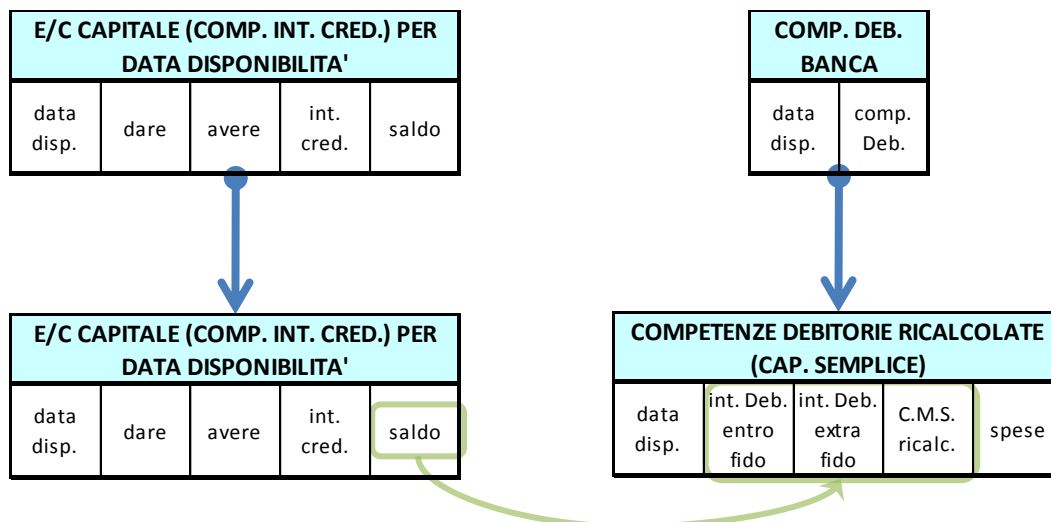 E/C CAPITALE (COMP. INT. CRED.) PER
DATA DISPONIBILITA'
data
disp.
dare
avere
int.
cred.
saldo
COMP. DEB.
BANCA
data
disp.
comp.
Deb.
E/C CAPITALE (COMP. INT. CRED.) PER
DATA DISPONIBILITA'
data
disp.
dare
avere
int.
cred.
saldo
COMPETENZE DEBITORIE RICALCOLATE
(CAP. SEMPLICE)
data
disp.
int. Deb.
entro
fido
int. Deb.
extra
fido
C.M.S.
ricalc.
spese